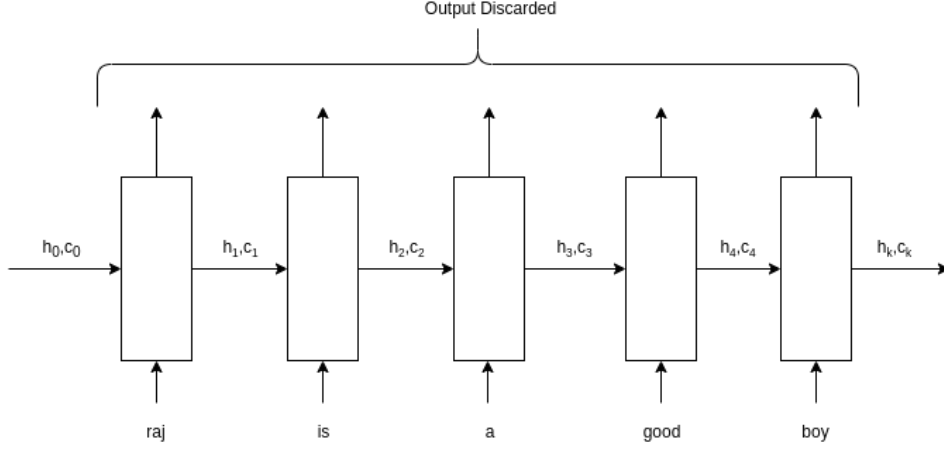 Output Discarded
h₀,c₀ h₁,c₁ h₂,c₂ h₃,c₃ h₄,c₄ hₖ,cₖ
raj is a good boy